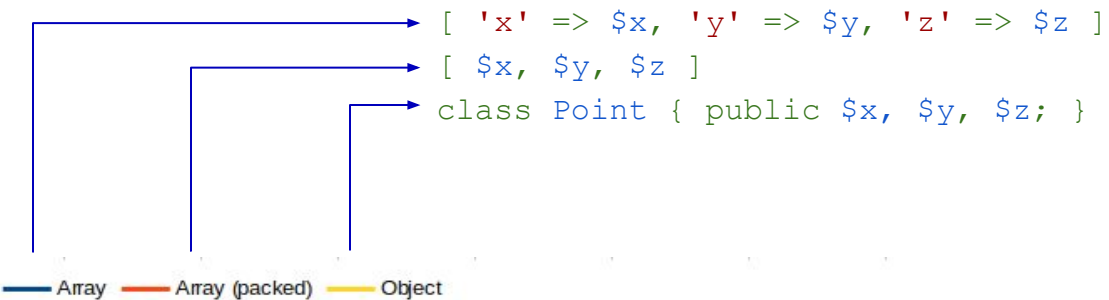 [ 'x' => $x, 'y' => $y, 'z' => $z ]
[ $x, $y, $z ]
class Point { public $x, $y, $z; }
Array Array (packed) Object